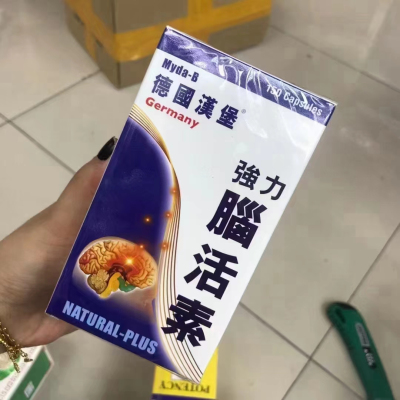 Myda-B
德國漢堡®
Germany
150 Capsules
強力
腦活素
NATURAL-PLUS
POTENCY